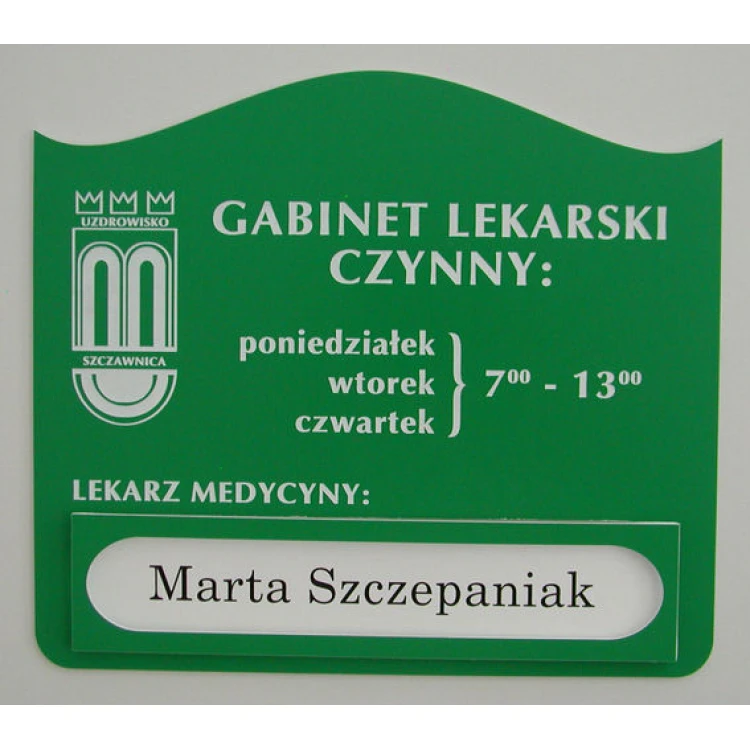 UZDROWISKO
SZCZAWNICA
GABINET LEKARSKI
CZYNNY:
poniedziałek
wtorek
czwartek
7⁰⁰ - 13⁰⁰
LEKARZ MEDYCYNY:
Marta Szczepaniak